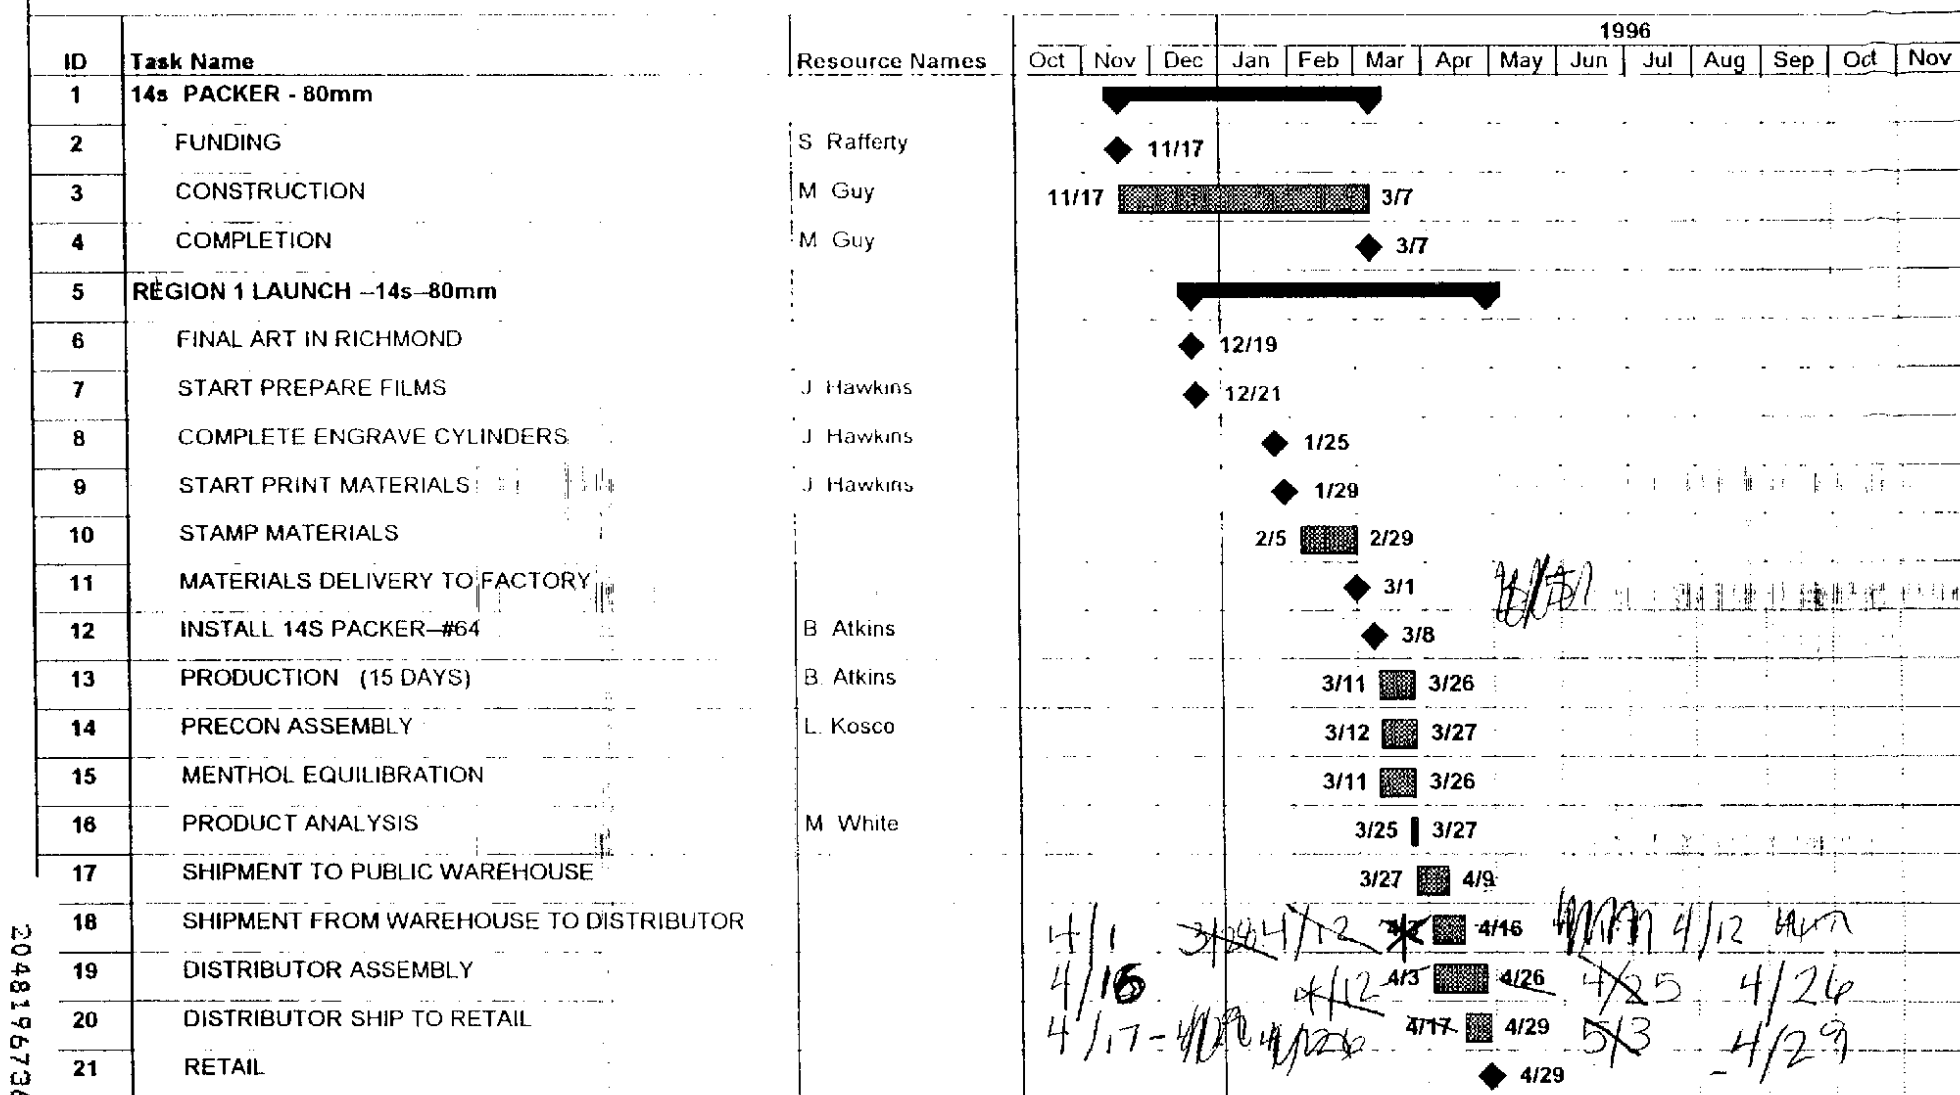 1996
ID Task Name Resource Names Oct Nov Dec Jan Feb Mar Apr May Jun Jul Aug Sep Oct Nov
1 14s PACKER - 80mm
2 FUNDING S Rafferty 11/17
3 CONSTRUCTION M Guy 11/17 3/7
4 COMPLETION M Guy 3/7
5 REGION 1 LAUNCH --14s--80mm
6 FINAL ART IN RICHMOND 12/19
7 START PREPARE FILMS J Hawkins 12/21
8 COMPLETE ENGRAVE CYLINDERS J Hawkins 1/25
9 START PRINT MATERIALS J Hawkins 1/29
10 STAMP MATERIALS 2/5 2/29
11 MATERIALS DELIVERY TO FACTORY 3/1
12 INSTALL 14S PACKER--#64 B Atkins 3/8
13 PRODUCTION (15 DAYS) B. Atkins 3/11 3/26
14 PRECON ASSEMBLY L. Kosco 3/12 3/27
15 MENTHOL EQUILIBRATION 3/11 3/26
16 PRODUCT ANALYSIS M White 3/25 3/27
17 SHIPMENT TO PUBLIC WAREHOUSE 3/27 4/9
18 SHIPMENT FROM WAREHOUSE TO DISTRIBUTOR 4/1 3/28 4/12 4/16 4/12
19 DISTRIBUTOR ASSEMBLY 4/16 4/12 4/3 4/26 4/25 4/26
20 DISTRIBUTOR SHIP TO RETAIL 4/17 - 4/17 4/29 5/3 4/29
21 RETAIL 4/29